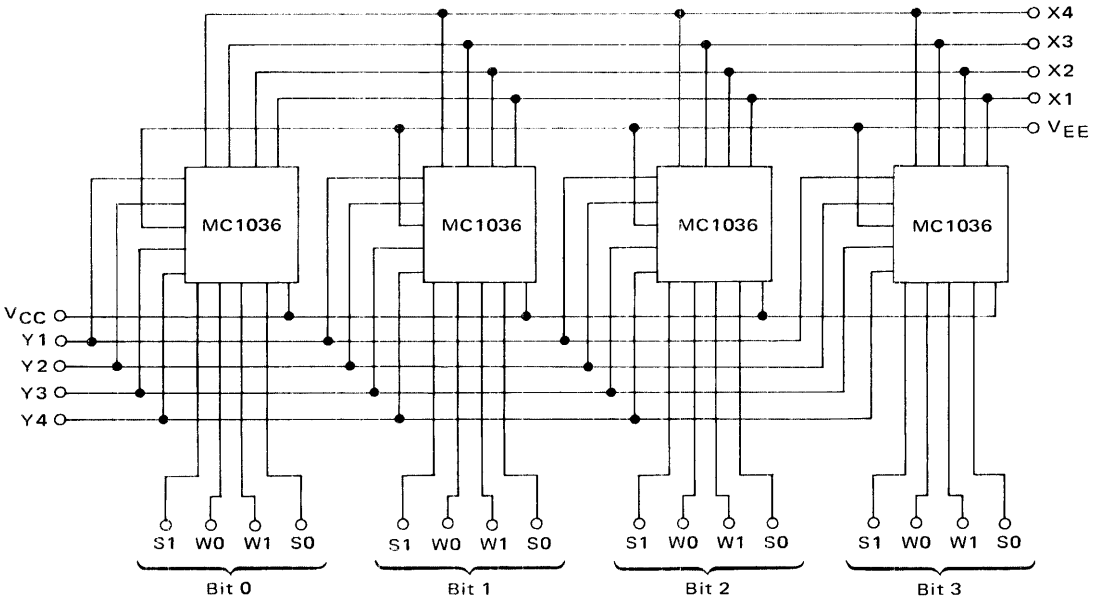 X4
X3
X2
X1
VEE
MC1036 MC1036 MC1036 MC1036
VCC
Y1
Y2
Y3
Y4
S1 W0 W1 S0 S1 W0 W1 S0 S1 W0 W1 S0 S1 W0 W1 S0
Bit 0 Bit 1 Bit 2 Bit 3